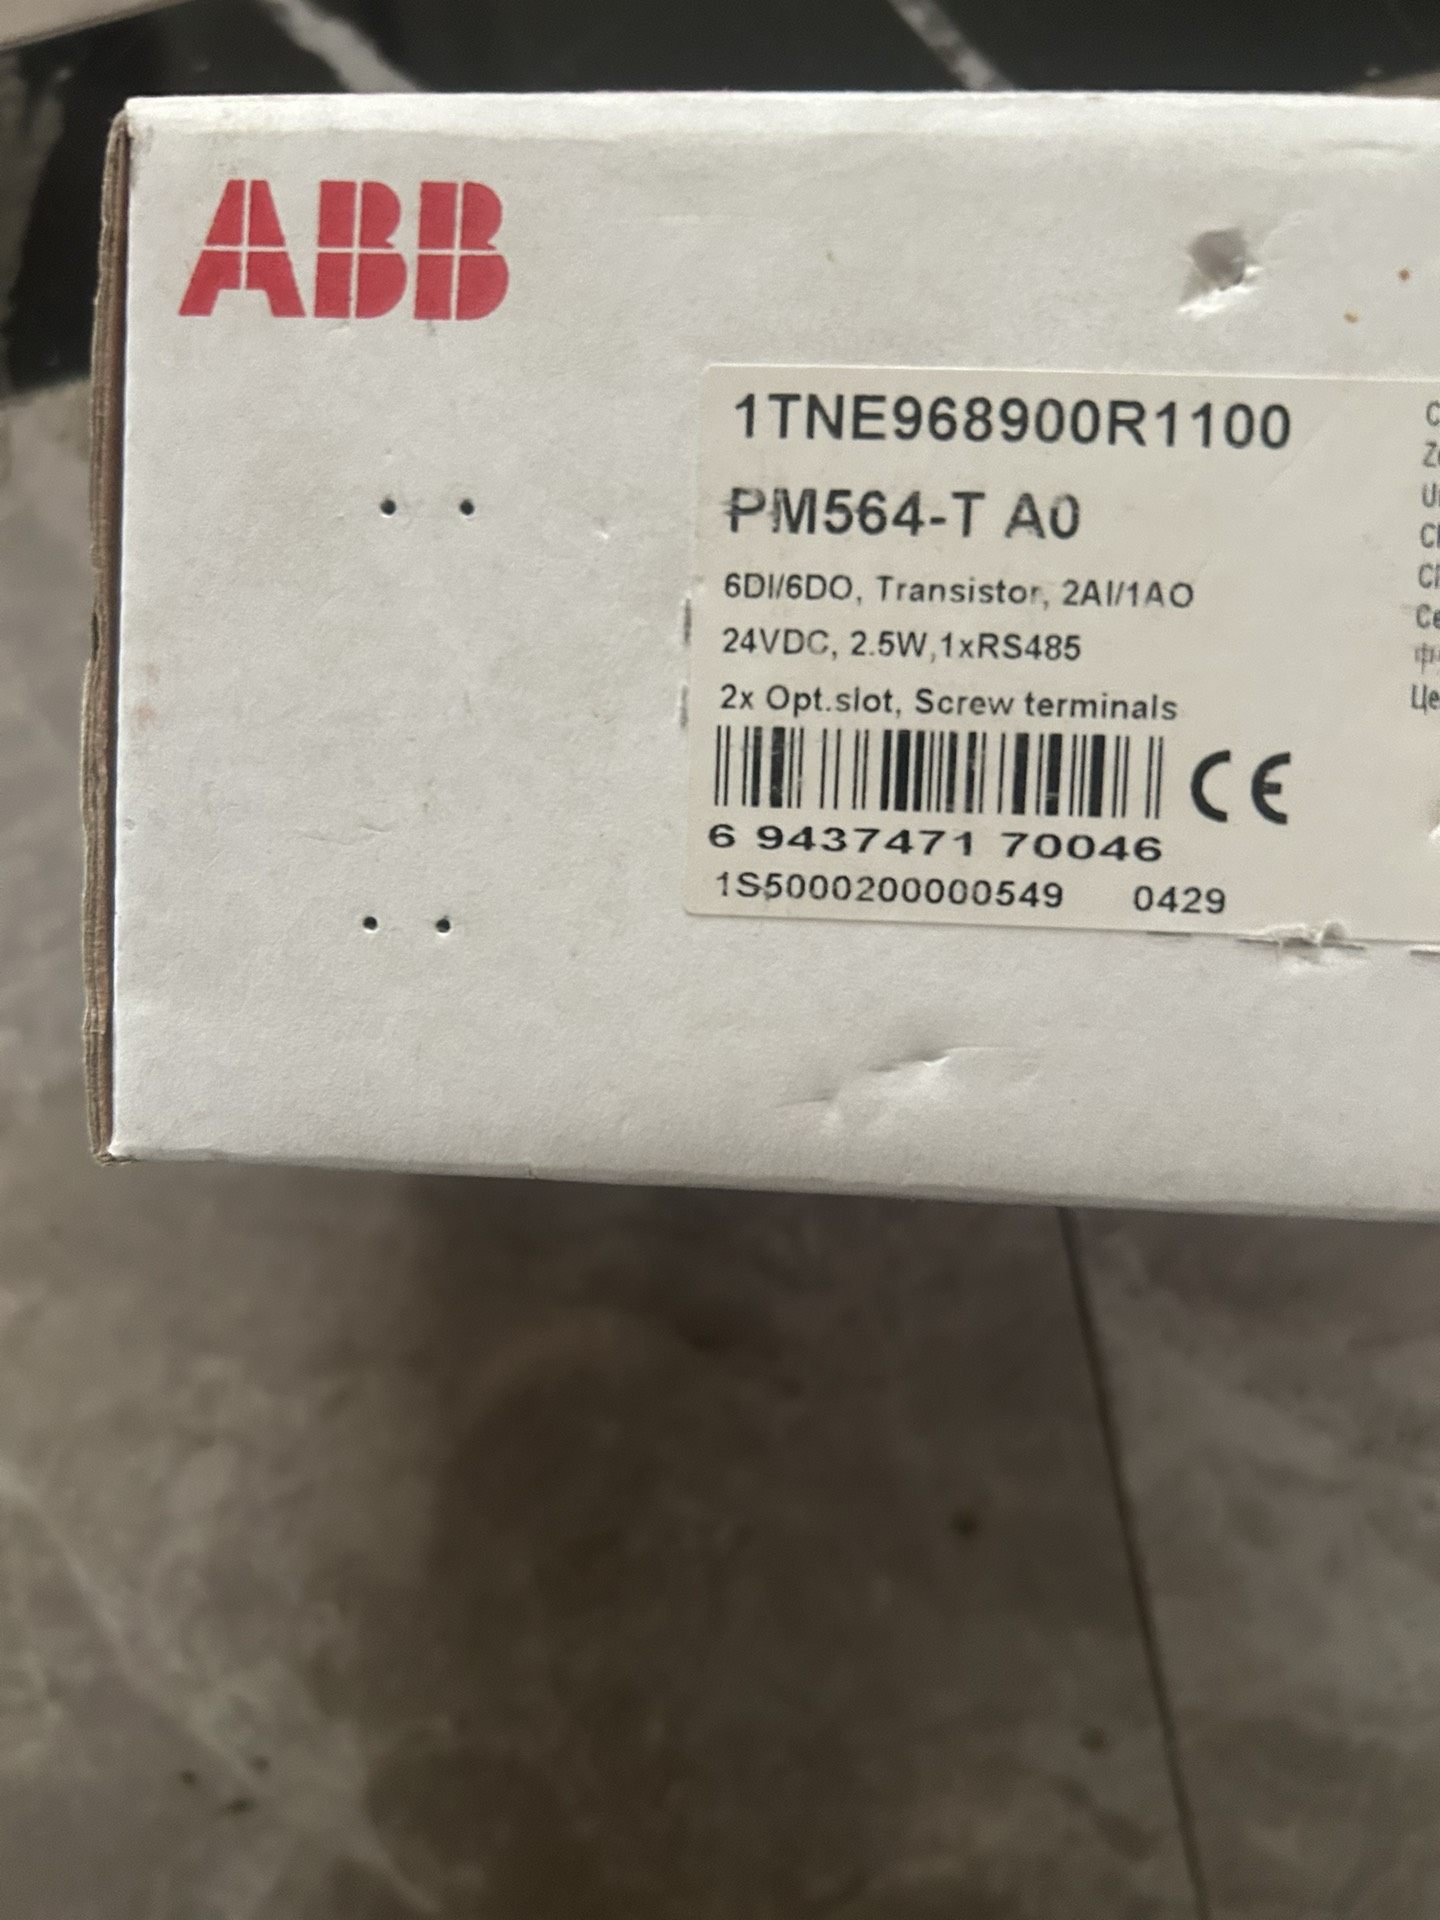 ABB
1TNE968900R1100
PM564-T A0
6DI/6DO, Transistor, 2AI/1AO
24VDC, 2.5W,1xRS485
2x Opt.slot, Screw terminals
CE
6 9437471 70046
1S5000200000549 0429